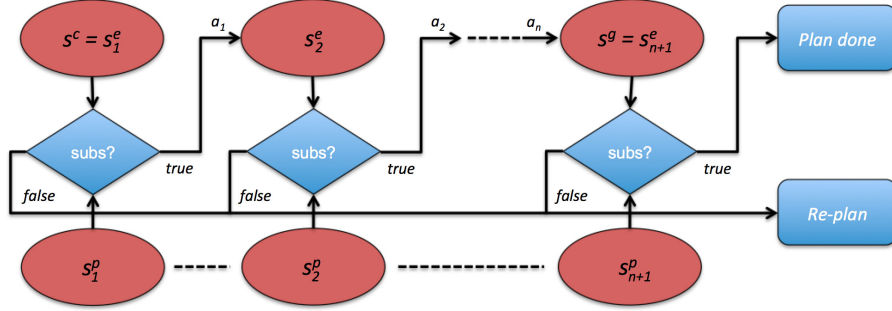 a₁
a₂
aₙ
sᶜ = s₁ᵉ
s₂ᵉ
sᵍ = sₙ₊₁ᵉ
Plan done
subs?
subs?
subs?
true
true
true
false
false
false
Re-plan
s₁ᵖ
s₂ᵖ
sₙ₊₁ᵖ